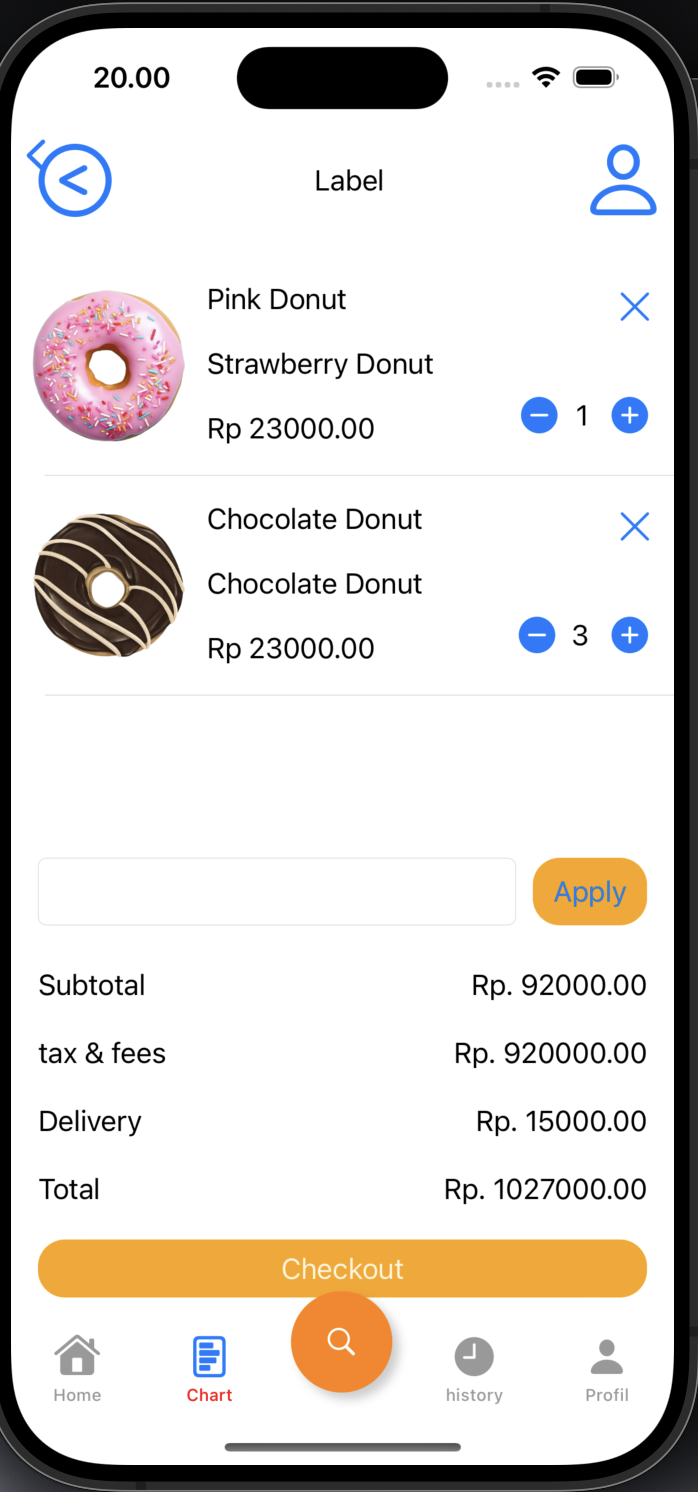 20.00
Label
Pink Donut
Strawberry Donut
Rp 23000.00
1
Chocolate Donut
Chocolate Donut
Rp 23000.00
3
Apply
Subtotal Rp. 92000.00
tax & fees Rp. 920000.00
Delivery Rp. 15000.00
Total Rp. 1027000.00
Checkout
Home Chart history Profil